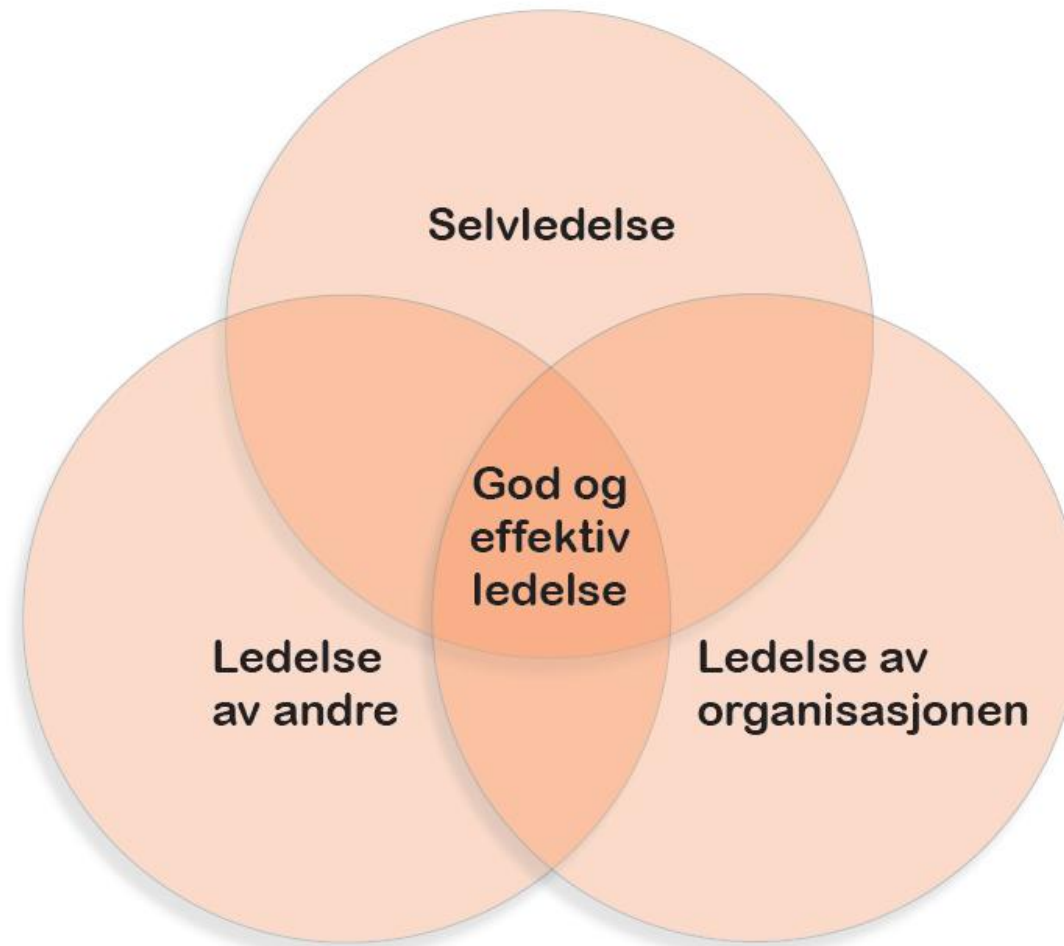 Selvledelse
God og
effektiv
ledelse
Ledelse
av andre
Ledelse av
organisasjonen